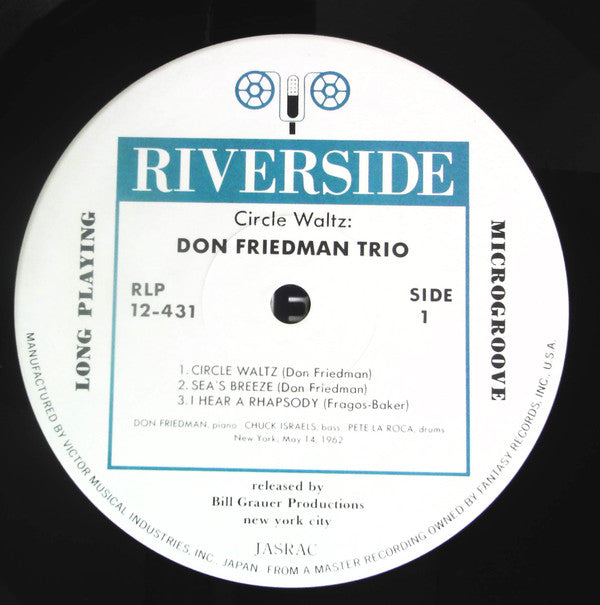 RIVERSIDE
Circle Waltz:
DON FRIEDMAN TRIO
RLP
12-431
SIDE
1
LONG PLAYING
MICROGROOVE
1. CIRCLE WALTZ (Don Friedman)
2. SEA'S BREEZE (Don Friedman)
3. I HEAR A RHAPSODY (Fragos-Baker)
DON FRIEDMAN, piano CHUCK ISRAELS, bass PETE LA ROCA, drums
New York; May 14, 1962
released by
Bill Grauer Productions
new york city
JASRAC
MANUFACTURED BY VICTOR MUSICAL INDUSTRIES, INC., JAPAN. FROM A MASTER RECORDING OWNED BY FANTASY RECORDS, INC. U.S.A.